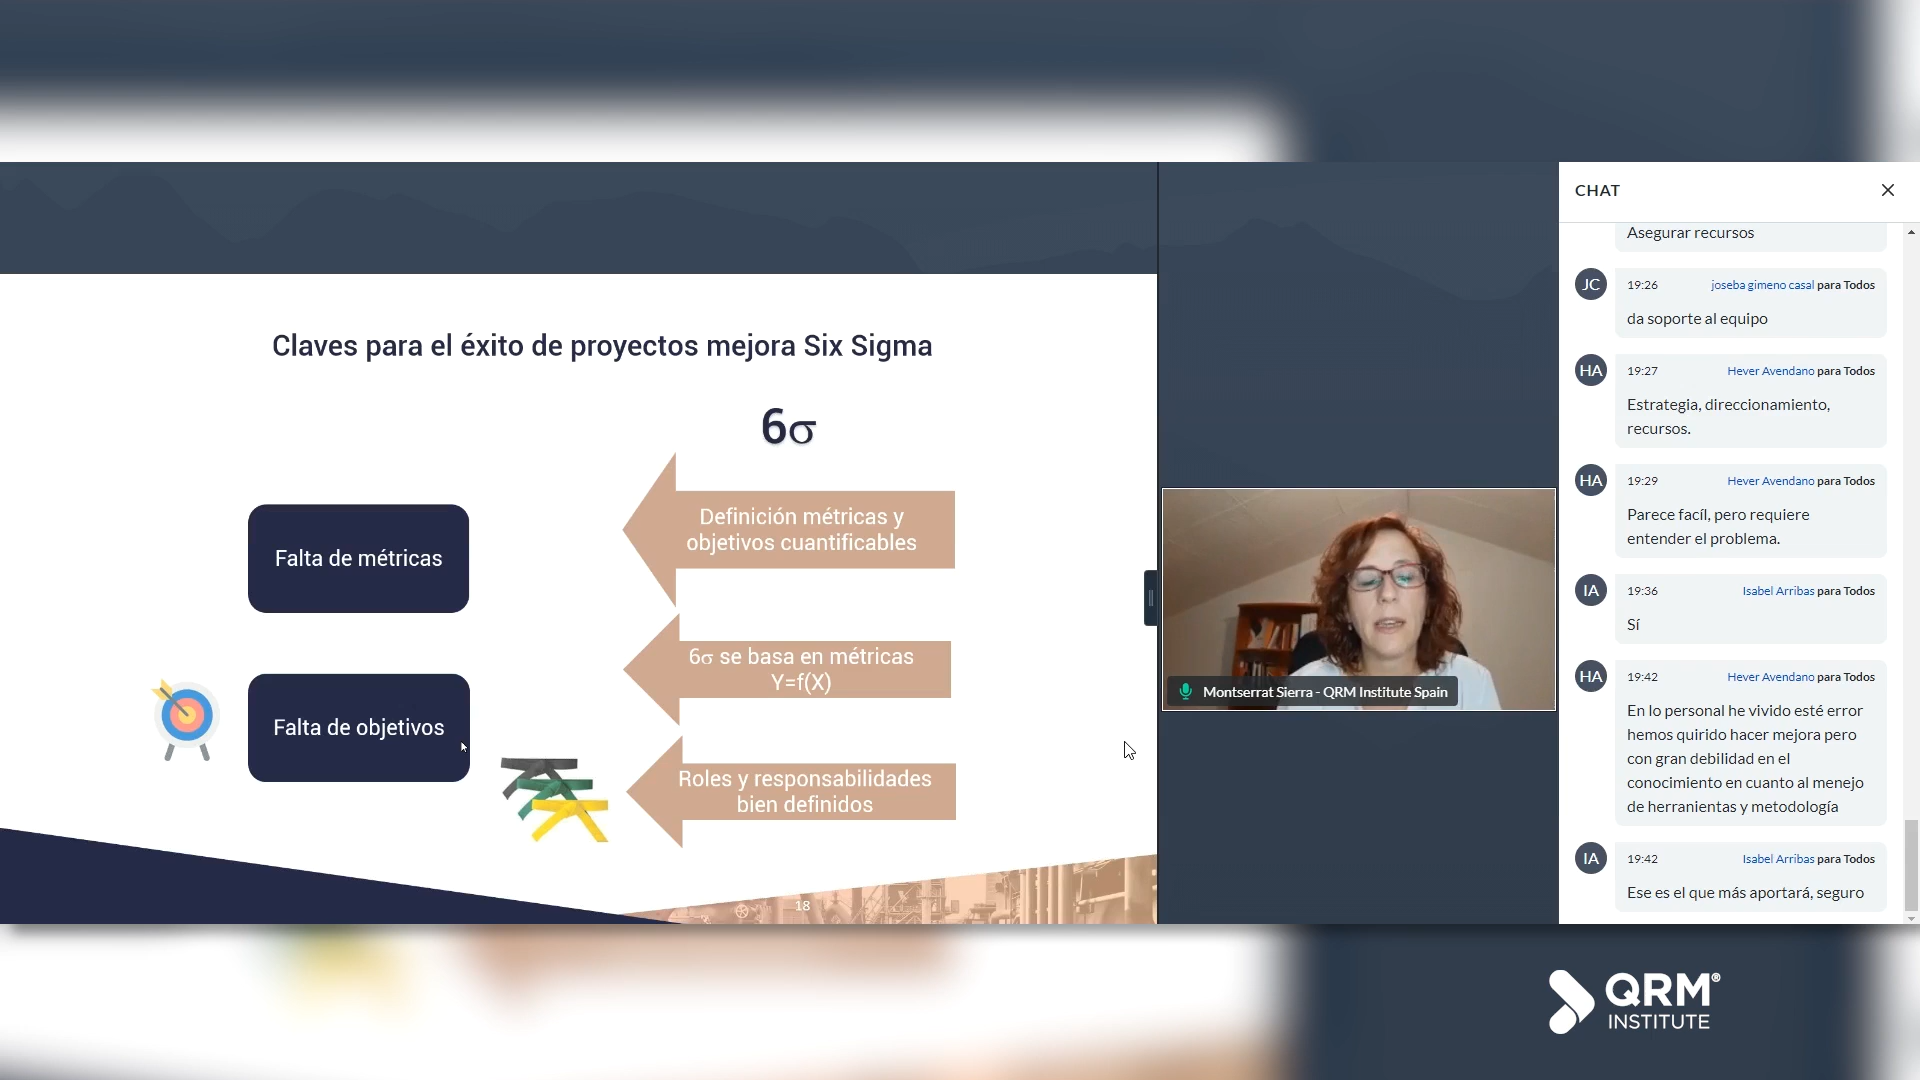 Claves para el éxito de proyectos mejora Six Sigma
6σ
Falta de métricas
Definición métricas y
objetivos cuantificables
6σ se basa en métricas
Y=f(X)
Falta de objetivos
Roles y responsabilidades
bien definidos
18
Montserrat Sierra - QRM Institute Spain
CHAT
Asegurar recursos
JC
19:26 joseba gimeno casal para Todos
da soporte al equipo
HA
19:27 Hever Avendano para Todos
Estrategia, direccionamiento,
recursos.
HA
19:29 Hever Avendano para Todos
Parece facíl, pero requiere
entender el problema.
IA
19:36 Isabel Arribas para Todos
Sí
HA
19:42 Hever Avendano para Todos
En lo personal he vivido esté error
hemos quirido hacer mejora pero
con gran debilidad en el
conocimiento en cuanto al menejo
de herranientas y metodología
IA
19:42 Isabel Arribas para Todos
Ese es el que más aportará, seguro
QRM®
INSTITUTE